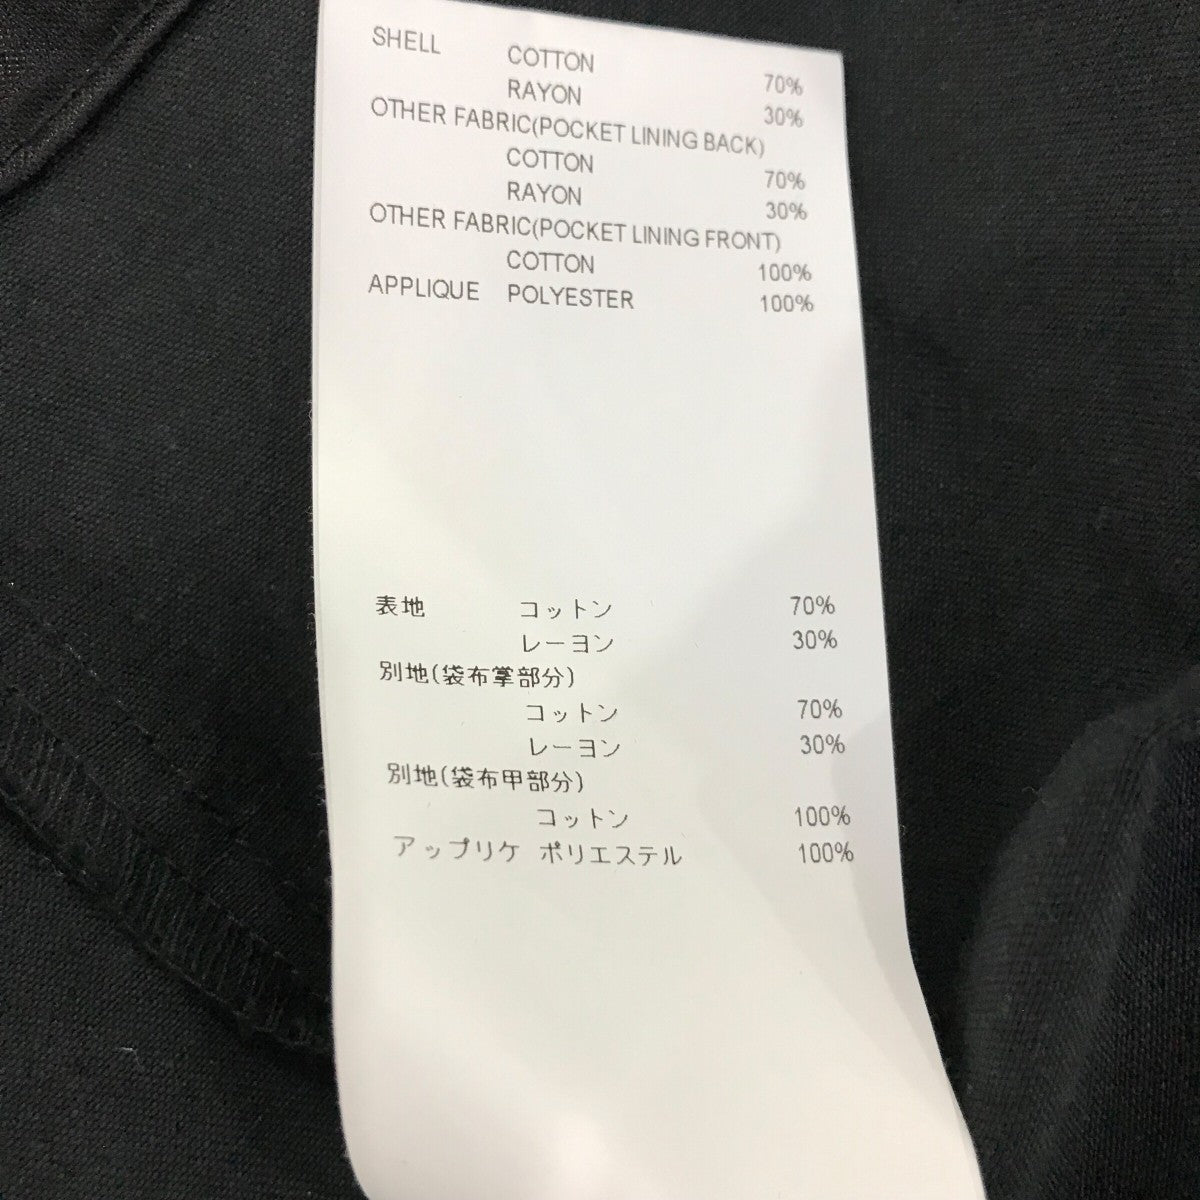 SHELL COTTON 70%
RAYON 30%
OTHER FABRIC(POCKET LINING BACK)
COTTON 70%
RAYON 30%
OTHER FABRIC(POCKET LINING FRONT)
COTTON 100%
APPLIQUE POLYESTER 100%
表地 コットン 70%
レーヨン 30%
別地(袋布掌部分)
コットン 70%
レーヨン 30%
別地(袋布甲部分)
コットン 100%
アップリケ ポリエステル 100%